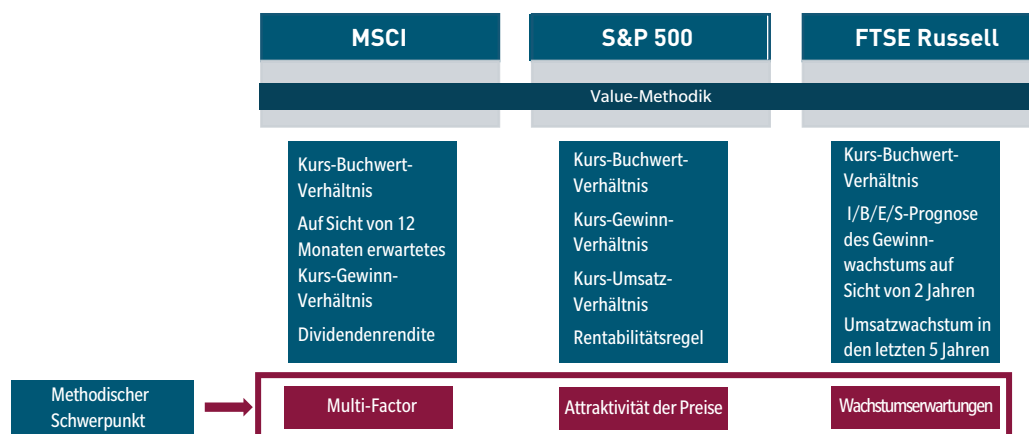 MSCI
S&P 500
FTSE Russell
Value-Methodik
Kurs-Buchwert-
Verhältnis
Auf Sicht von 12
Monaten erwartetes
Kurs-Gewinn-
Verhältnis
Dividendenrendite
Kurs-Buchwert-
Verhältnis
Kurs-Gewinn-
Verhältnis
Kurs-Umsatz-
Verhältnis
Rentabilitätsregel
Kurs-Buchwert-
Verhältnis
I/B/E/S-Prognose
des Gewinn-
wachstums auf
Sicht von 2 Jahren
Umsatzwachstum in
den letzten 5 Jahren
Methodischer
Schwerpunkt
Multi-Factor
Attraktivität der Preise
Wachstumserwartungen